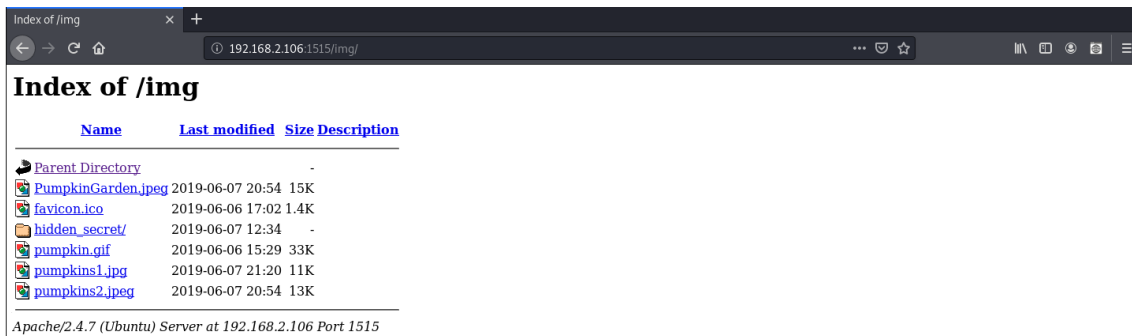 Index of /img
192.168.2.106:1515/img/
Index of /img
Name Last modified Size Description
Parent Directory -
PumpkinGarden.jpeg 2019-06-07 20:54 15K
favicon.ico 2019-06-06 17:02 1.4K
hidden_secret/ 2019-06-07 12:34 -
pumpkin.gif 2019-06-06 15:29 33K
pumpkins1.jpg 2019-06-07 21:20 11K
pumpkins2.jpeg 2019-06-07 20:54 13K
Apache/2.4.7 (Ubuntu) Server at 192.168.2.106 Port 1515